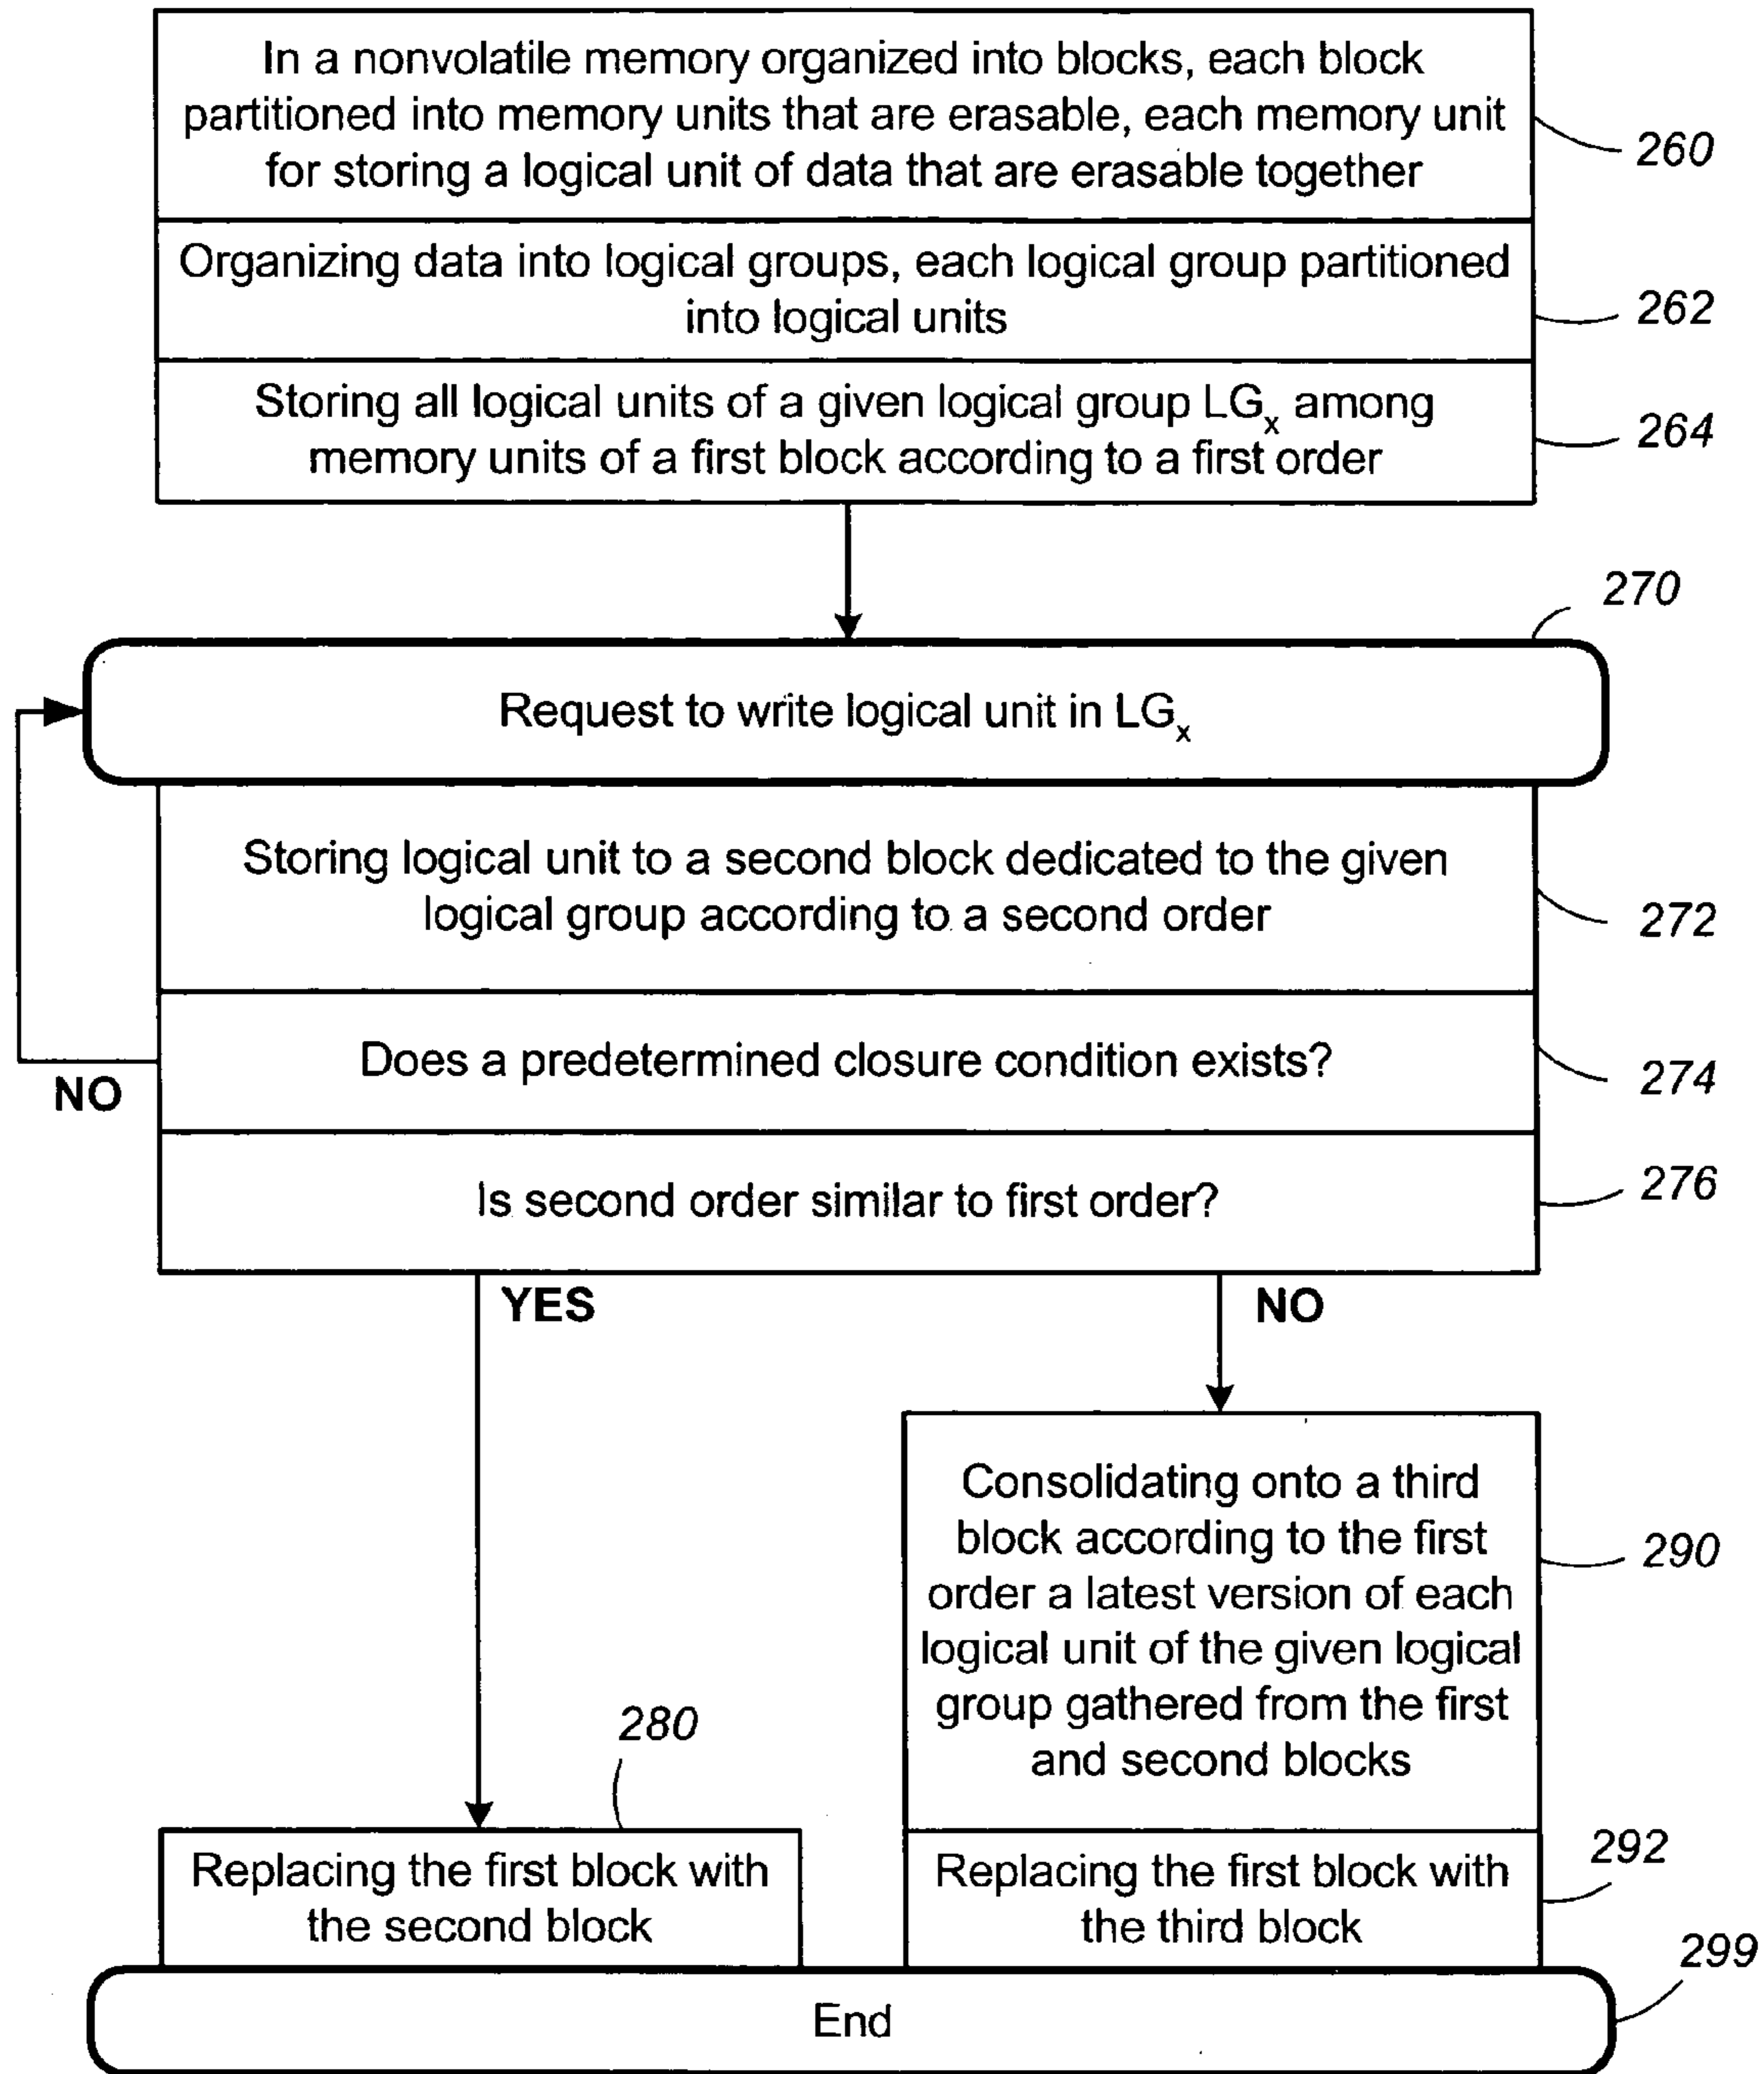 In a nonvolatile memory organized into blocks, each block
partitioned into memory units that are erasable, each memory unit
for storing a logical unit of data that are erasable together
260
Organizing data into logical groups, each logical group partitioned
into logical units
262
Storing all logical units of a given logical group LGx among
memory units of a first block according to a first order
264
270
Request to write logical unit in LGx
Storing logical unit to a second block dedicated to the given
logical group according to a second order
272
Does a predetermined closure condition exists?
274
NO
Is second order similar to first order?
276
YES
NO
Consolidating onto a third
block according to the first
order a latest version of each
logical unit of the given logical
group gathered from the first
and second blocks
290
280
Replacing the first block with
the second block
Replacing the first block with
the third block
292
299
End